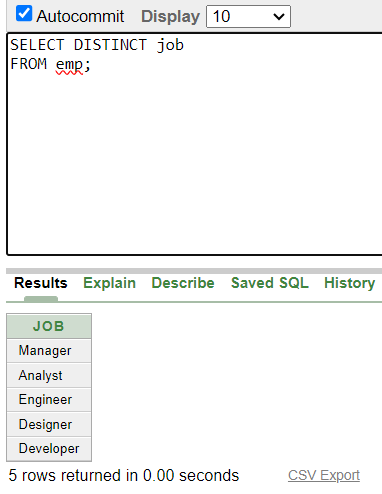 Autocommit Display 10
SELECT DISTINCT job
FROM emp;
Results Explain Describe Saved SQL History
JOB
Manager
Analyst
Engineer
Designer
Developer
5 rows returned in 0.00 seconds CSV Export